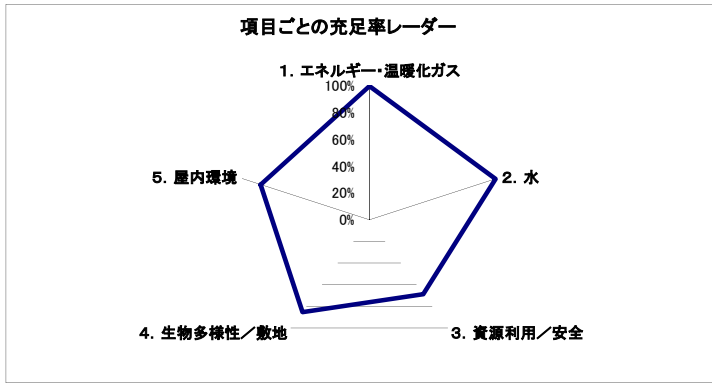 項目ごとの充足率レーダー
1. エネルギー・温暖化ガス
100%
80%
60%
40%
20%
0%
2. 水
3. 資源利用／安全
4. 生物多様性／敷地
5. 屋内環境